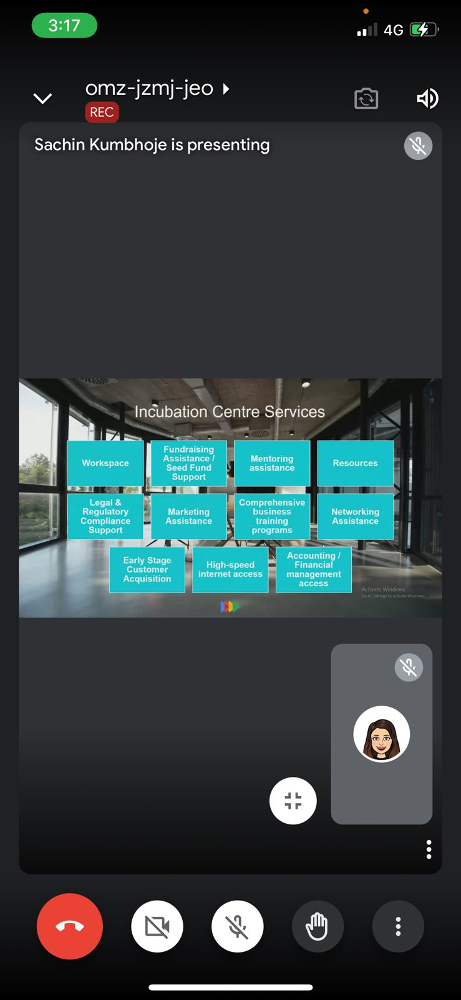 3:17
4G
omz-jzmj-jeo
REC
Sachin Kumbhoje is presenting
Incubation Centre Services
Workspace
Fundraising
Assistance /
Seed Fund
Support
Mentoring
assistance
Resources
Legal &
Regulatory
Compliance
Support
Marketing
Assistance
Comprehensive
business
training
programs
Networking
Assistance
Early Stage
Customer
Acquisition
High-speed
internet access
Accounting /
Financial
management
access
Activate Windows
Go to Settings to activate Windows.